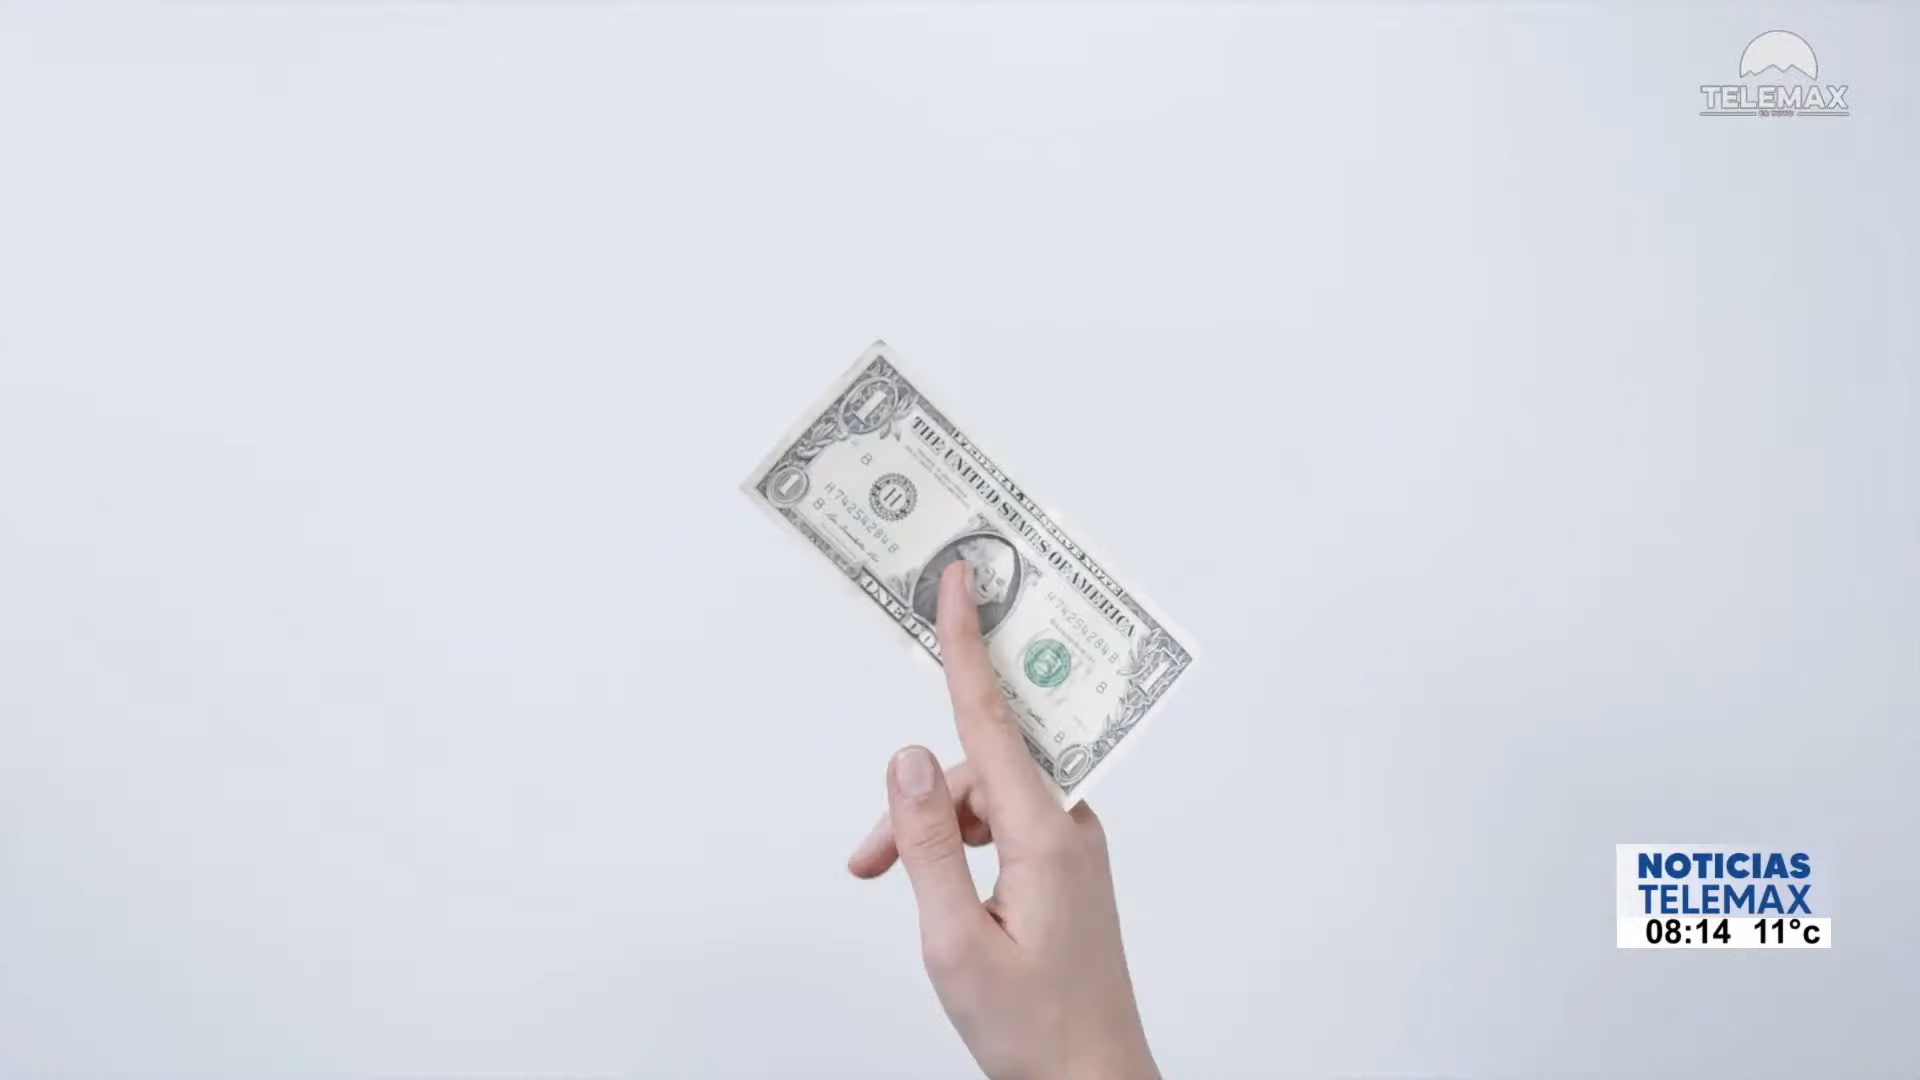 TELEMAX
1
FEDERAL RESERVE NOTE
THE UNITED STATES OF AMERICA
B
H
H74254284B
B
1
H74254284B
B
B
1
ONE DO
NOTICIAS
TELEMAX
08:14 11°c